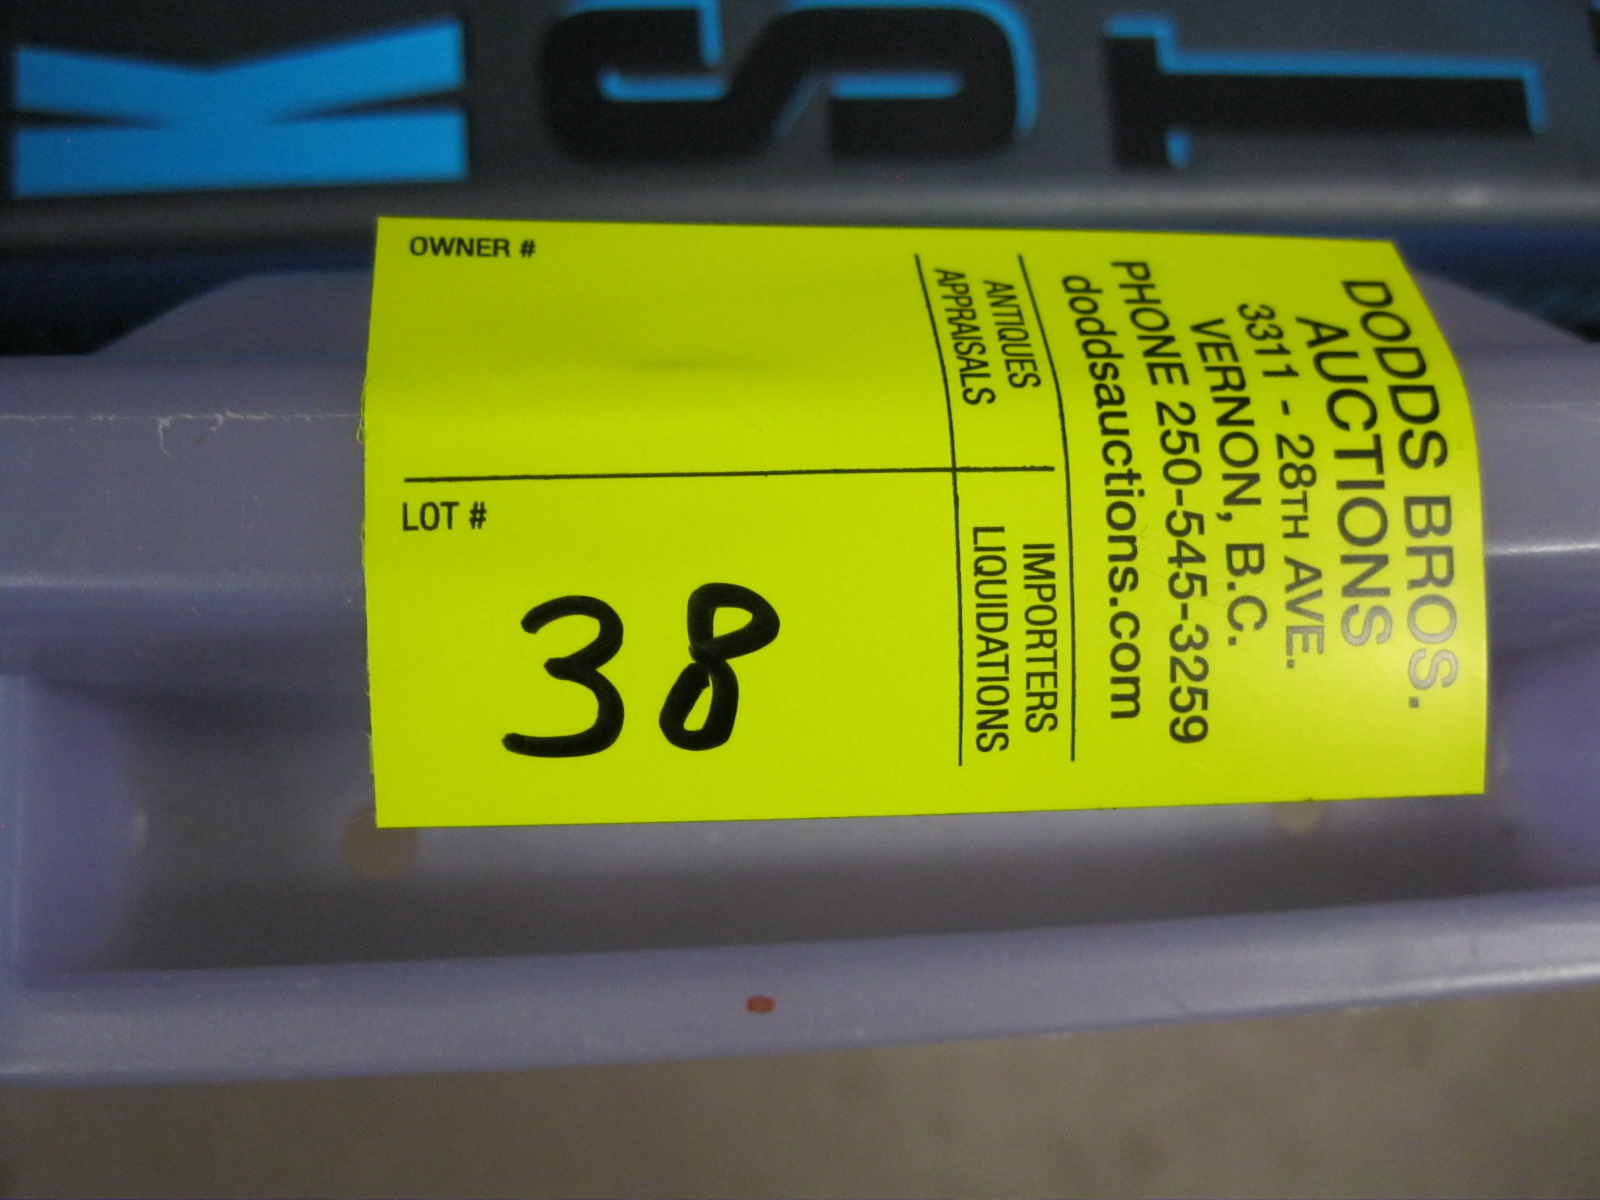 K ST
OWNER #
LOT #
38
ANTIQUES
APPRAISALS
IMPORTERS
LIQUIDATIONS
DODDS BROS.
AUCTIONS
3311 - 28TH AVE.
VERNON, B.C.
PHONE 250-545-3259
doddsauctions.com